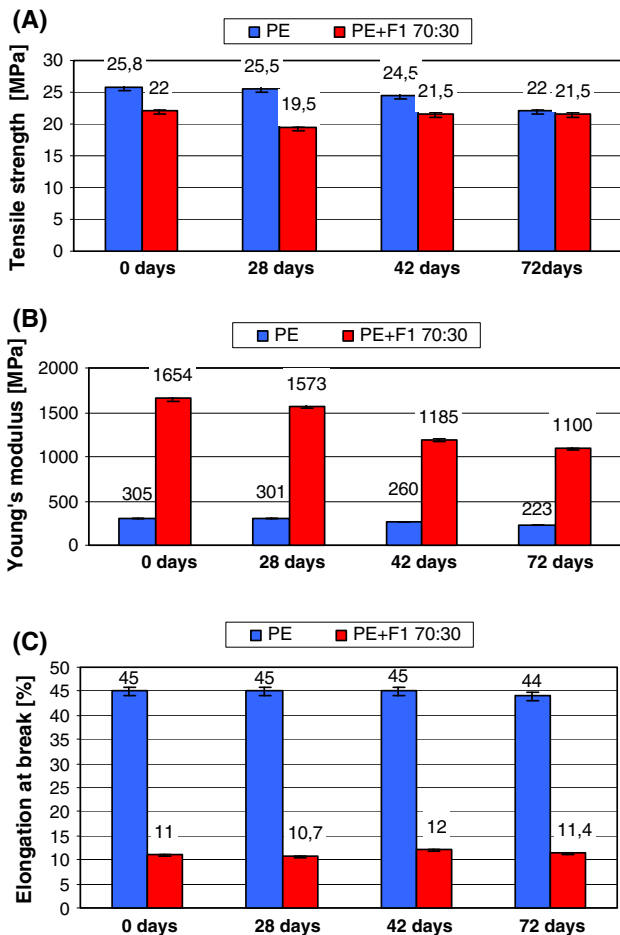 (A)
PE PE+F1 70:30
Tensile strength [MPa]
30
25
20
15
10
5
0
25,8 22 25,5 19,5 24,5 21,5 22 21,5
0 days 28 days 42 days 72days
(B)
PE PE+F1 70:30
Young's modulus [MPa]
2000
1500
1000
500
0
305 1654 301 1573 260 1185 223 1100
0 days 28 days 42 days 72 days
(C)
PE PE+F1 70:30
Elongation at break [%]
50
45
40
35
30
25
20
15
10
5
0
45 11 45 10,7 45 12 44 11,4
0 days 28 days 42 days 72 days